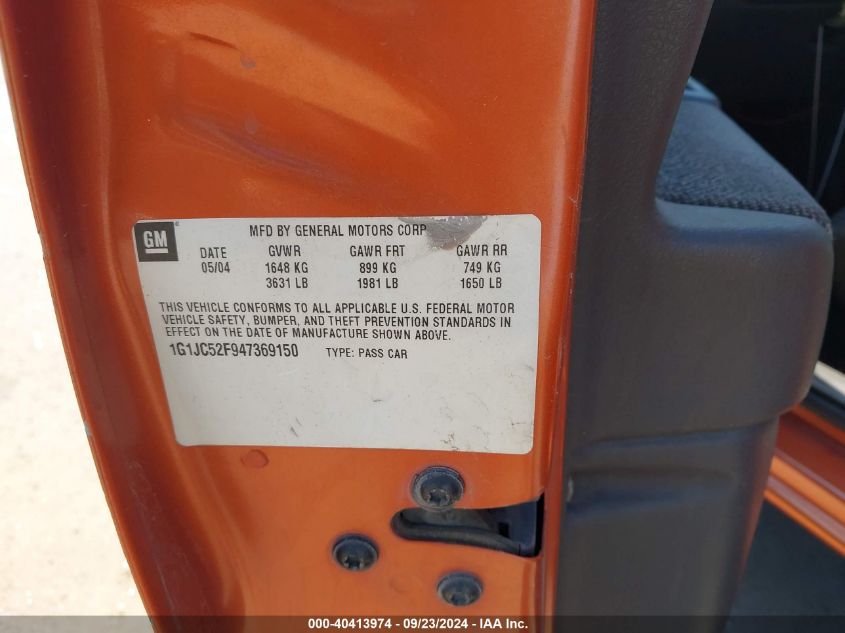 GM
MFD BY GENERAL MOTORS CORP
DATE GVWR GAWR FRT GAWR RR
05/04 1648 KG 899 KG 749 KG
3631 LB 1981 LB 1650 LB
THIS VEHICLE CONFORMS TO ALL APPLICABLE U.S. FEDERAL MOTOR
VEHICLE SAFETY, BUMPER, AND THEFT PREVENTION STANDARDS IN
EFFECT ON THE DATE OF MANUFACTURE SHOWN ABOVE.
1G1JC52F947369150 TYPE: PASS CAR
000-40413974 - 09/23/2024 - IAA Inc.